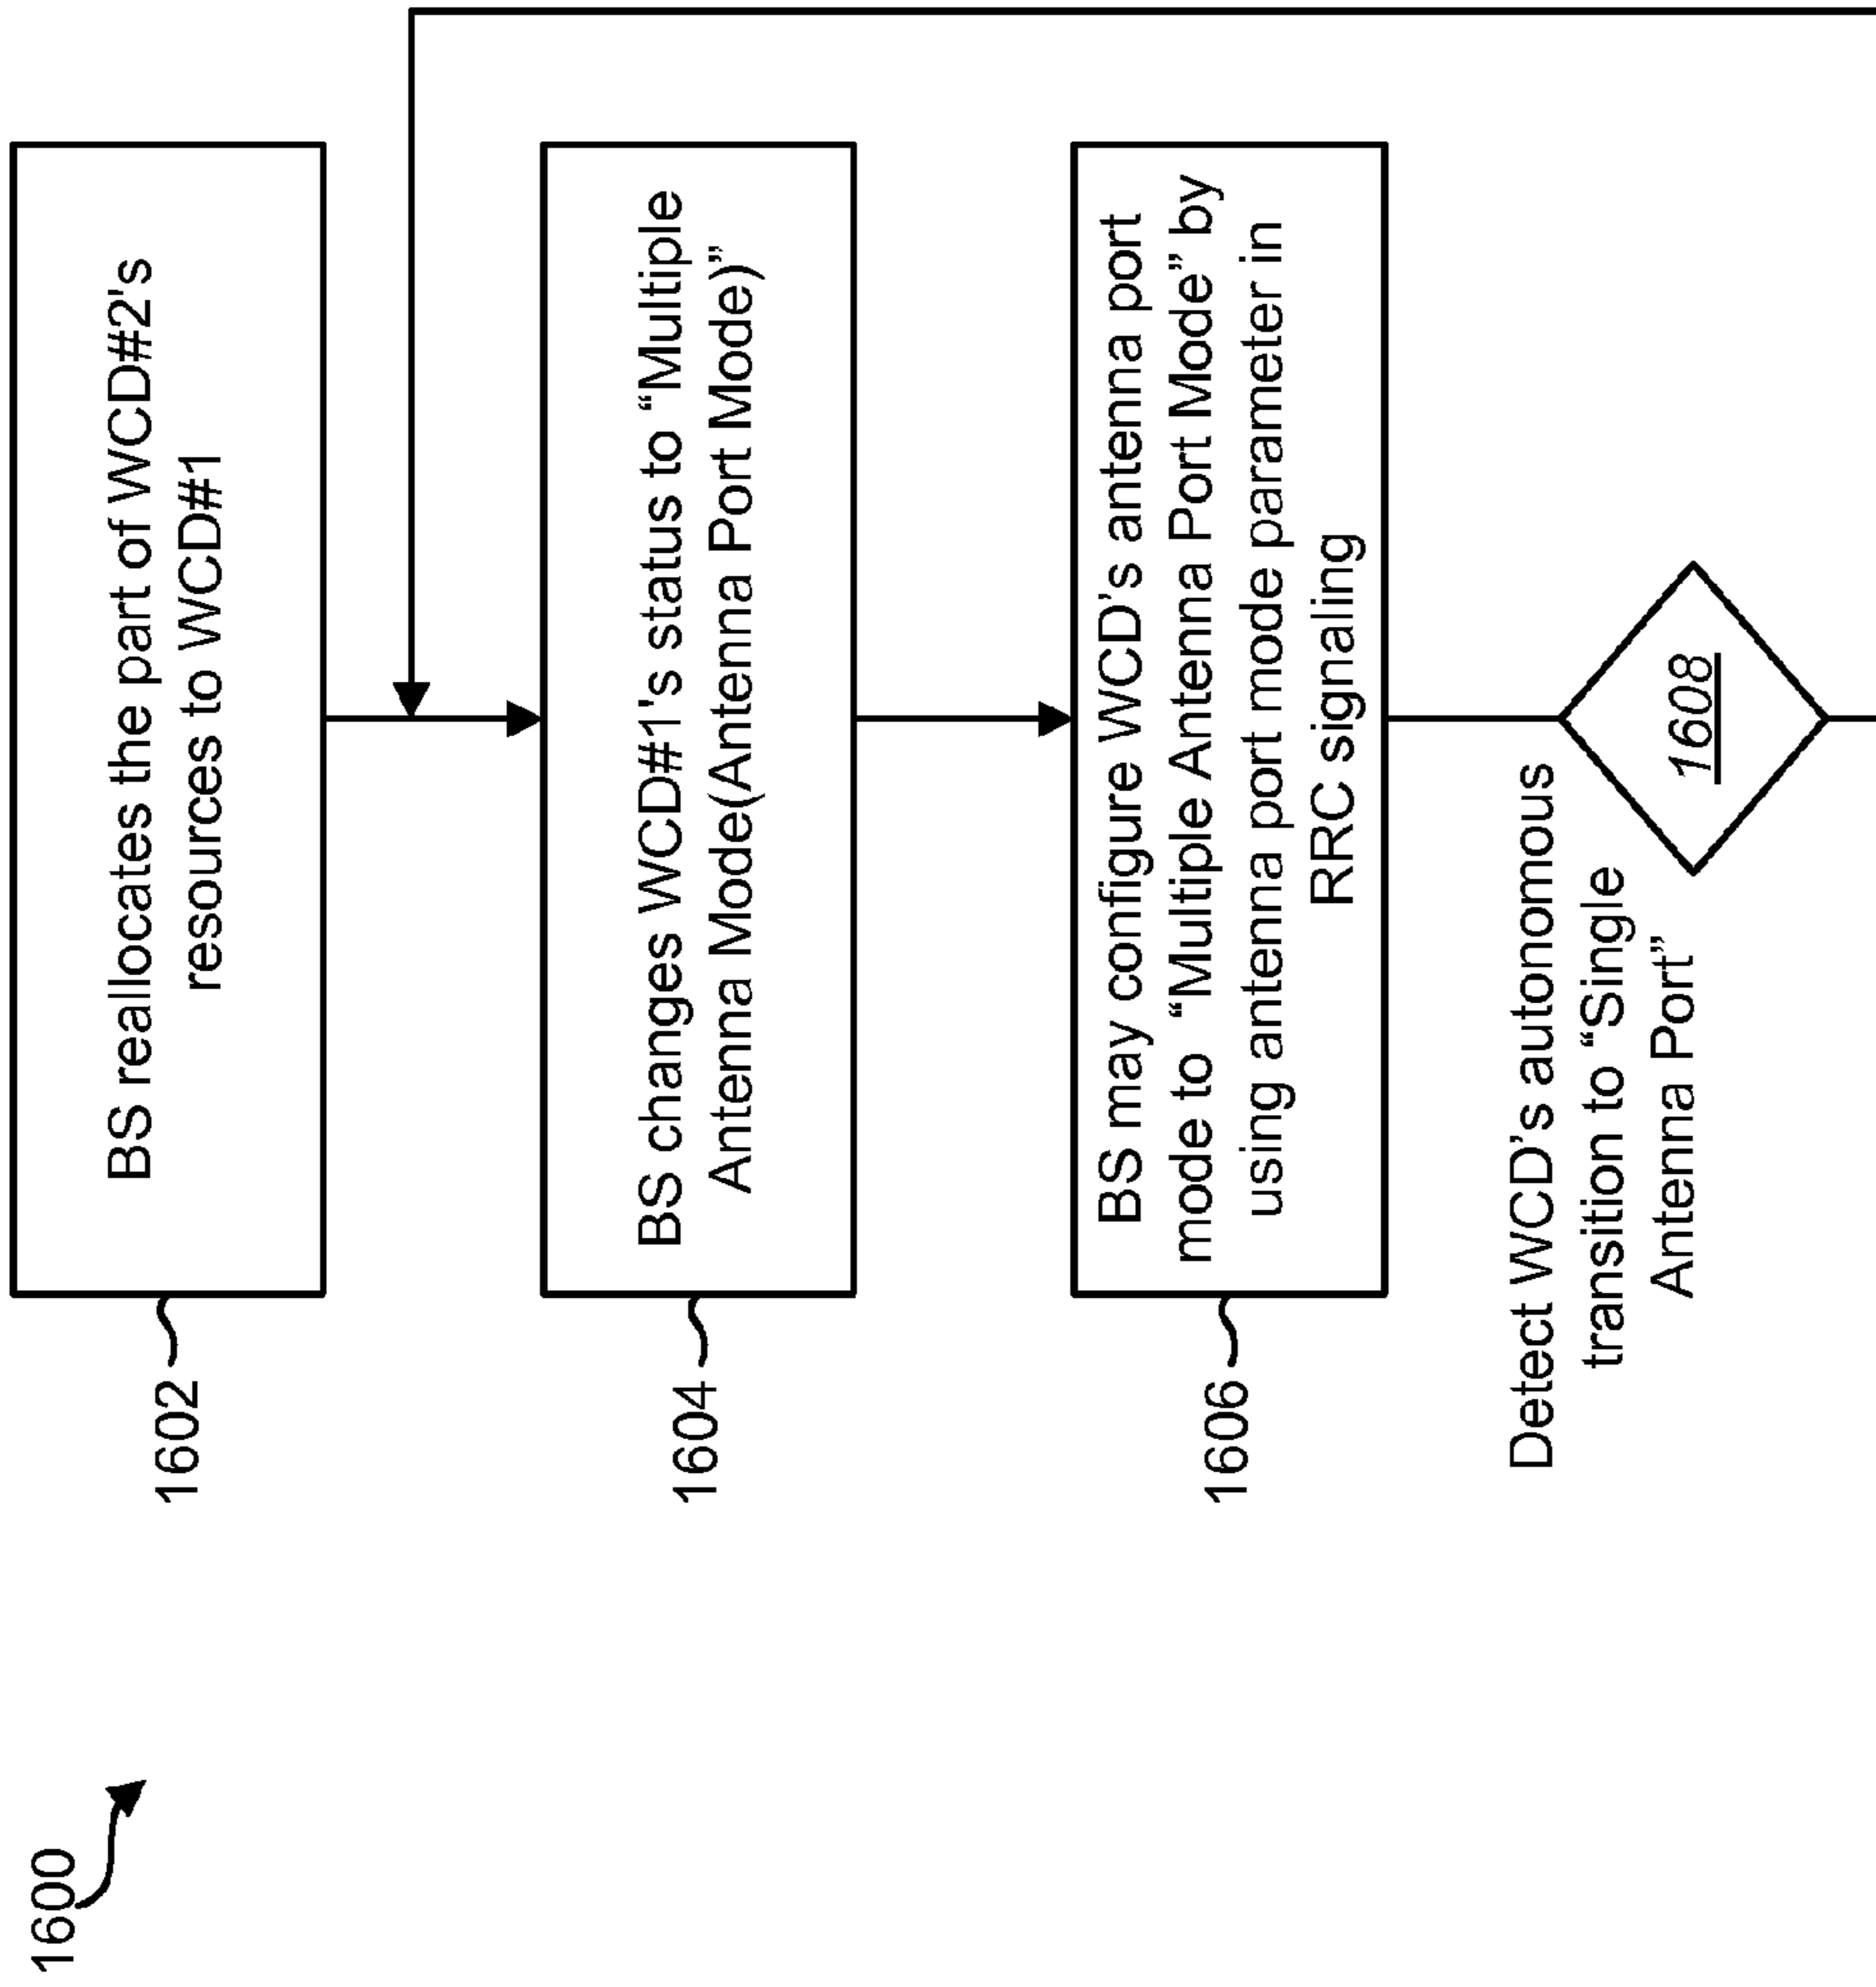 1600
1602
BS reallocates the part of WCD#2's
resources to WCD#1
1604
BS changes WCD#1's status to “Multiple
Antenna Mode(Antenna Port Mode)”
1606
BS may configure WCD’s antenna port
mode to “Multiple Antenna Port Mode” by
using antenna port mode parameter in
RRC signaling
Detect WCD’s autonomous
transition to “Single
Antenna Port”
1608